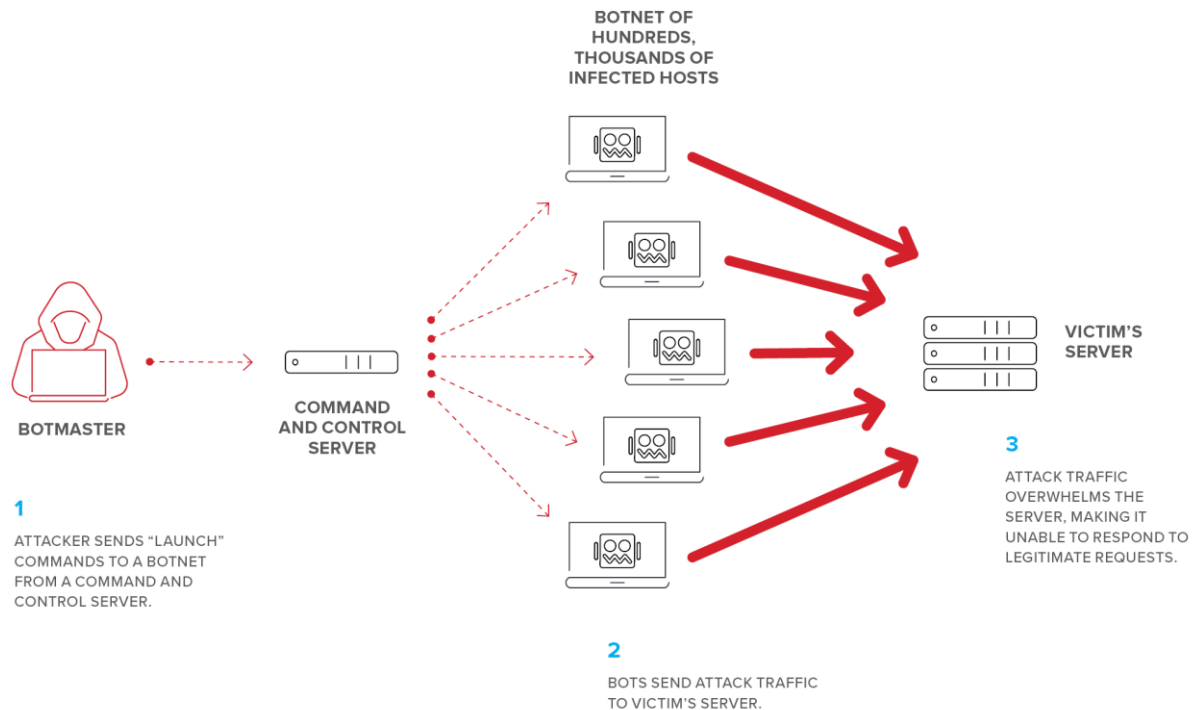 BOTNET OF
HUNDREDS,
THOUSANDS OF
INFECTED HOSTS
BOTMASTER
COMMAND
AND CONTROL
SERVER
VICTIM’S
SERVER
1
ATTACKER SENDS “LAUNCH”
COMMANDS TO A BOTNET
FROM A COMMAND AND
CONTROL SERVER.
2
BOTS SEND ATTACK TRAFFIC
TO VICTIM’S SERVER.
3
ATTACK TRAFFIC
OVERWHELMS THE
SERVER, MAKING IT
UNABLE TO RESPOND TO
LEGITIMATE REQUESTS.